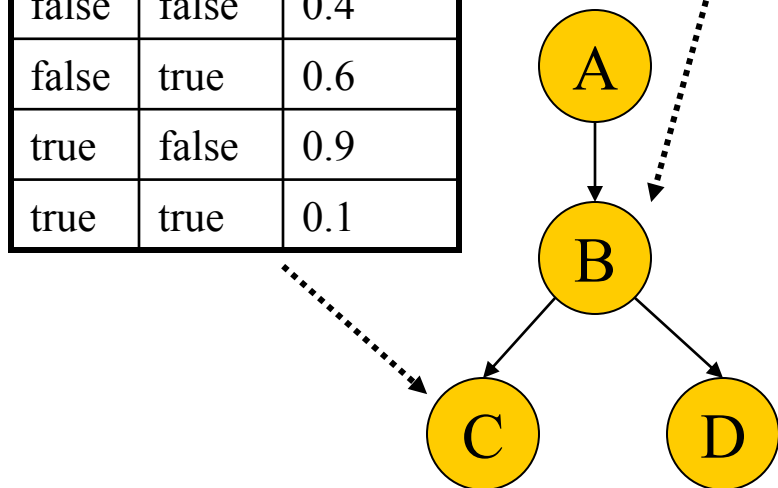 false false 0.4
false true 0.6
true false 0.9
true true 0.1
A
B
C D